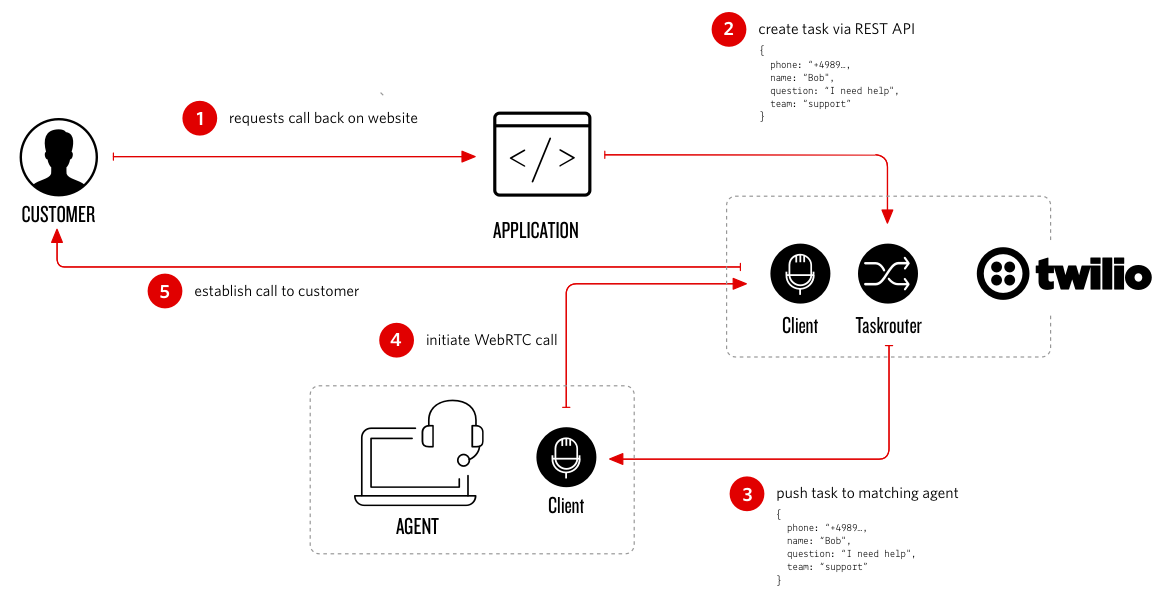 2 create task via REST API
{
phone: "+4989…,
name: "Bob",
question: "I need help",
team: "support"
}
1 requests call back on website
CUSTOMER
APPLICATION
twilio
5 establish call to customer
Client
Taskrouter
4 initiate WebRTC call
AGENT
Client
3 push task to matching agent
{
phone: "+4989…,
name: "Bob",
question: "I need help",
team: "support"
}